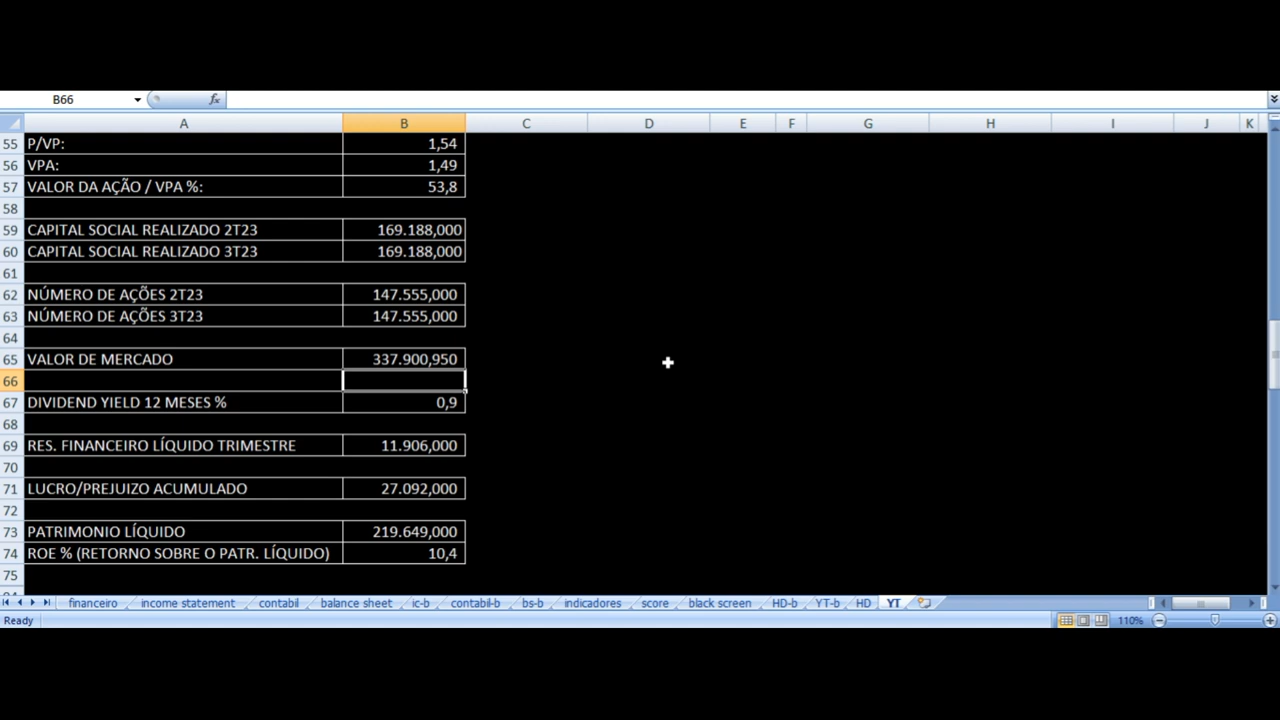 B66 fx
A B C D E F G H I J K
55 P/VP: 1,54
56 VPA: 1,49
57 VALOR DA AÇÃO / VPA %: 53,8
58
59 CAPITAL SOCIAL REALIZADO 2T23 169.188,000
60 CAPITAL SOCIAL REALIZADO 3T23 169.188,000
61
62 NÚMERO DE AÇÕES 2T23 147.555,000
63 NÚMERO DE AÇÕES 3T23 147.555,000
64
65 VALOR DE MERCADO 337.900,950
66
67 DIVIDEND YIELD 12 MESES % 0,9
68
69 RES. FINANCEIRO LÍQUIDO TRIMESTRE 11.906,000
70
71 LUCRO/PREJUIZO ACUMULADO 27.092,000
72
73 PATRIMONIO LÍQUIDO 219.649,000
74 ROE % (RETORNO SOBRE O PATR. LÍQUIDO) 10,4
75
financeiro income statement contabil balance sheet ic-b contabil-b bs-b indicadores score black screen HD-b YT-b HD YT
Ready 110%